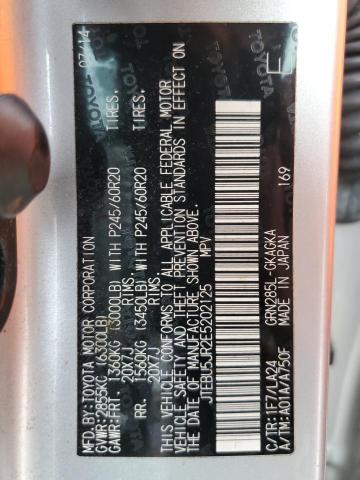 MFD.BY:TOYOTA MOTOR CORPORATION 07/14
GVWR:2855KG (6300LB)
GAWR:FRT. 1360KG (3000LB) WITH P245/60R20 TIRES.
20X7J RIMS.
RR. 1560KG (3450LB) WITH P245/60R20 TIRES.
20X7J RIMS.
THIS VEHICLE CONFORMS TO ALL APPLICABLE FEDERAL MOTOR
VEHICLE SAFETY AND THEFT PREVENTION STANDARDS IN EFFECT ON
THE DATE OF MANUFACTURE SHOWN ABOVE.
JTEBU5JR2E5202125 MPV
C/TR:1F7/LA24 GRN285L-GKAGKA
A/TM:A01A/A750F MADE IN JAPAN 169
E